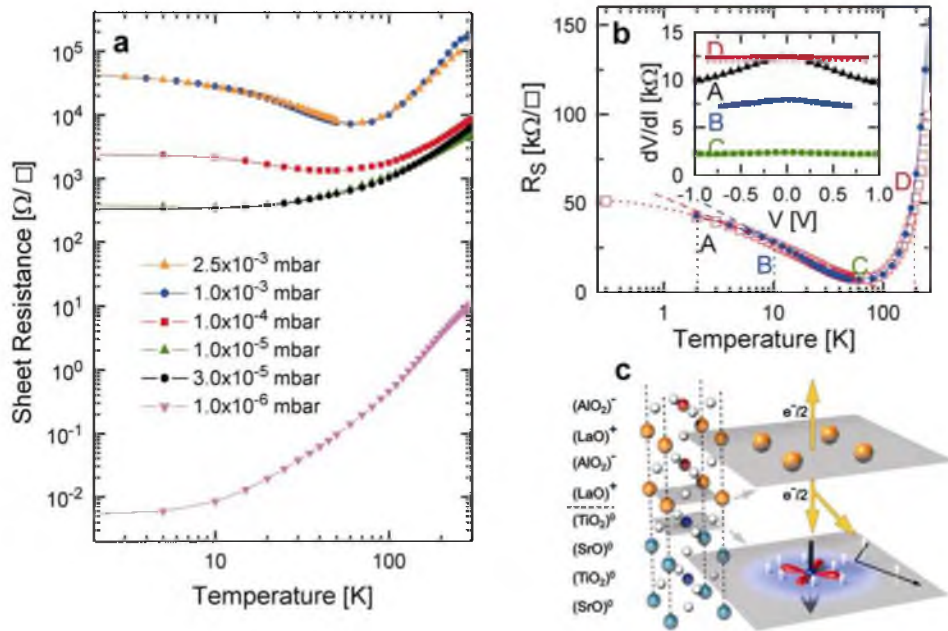 a
Sheet Resistance [Ω/□]
10⁵
10⁴
10³
10²
10¹
10⁰
10⁻¹
10⁻²
2.5x10⁻³ mbar
1.0x10⁻³ mbar
1.0x10⁻⁴ mbar
1.0x10⁻⁵ mbar
3.0x10⁻⁵ mbar
1.0x10⁻⁶ mbar
10
100
Temperature [K]
b
R_S [kΩ/□]
150
100
50
0
dV/dI [kΩ]
15
10
5
0
D
A
B
C
-1.0
-0.5
0.0
0.5
1.0
V [V]
A
B
C
D
1
10
100
Temperature [K]
c
(AlO₂)⁻
(LaO)⁺
(AlO₂)⁻
(LaO)⁺
(TiO₂)⁰
(SrO)⁰
(TiO₂)⁰
(SrO)⁰
e⁻/2
e⁻/2